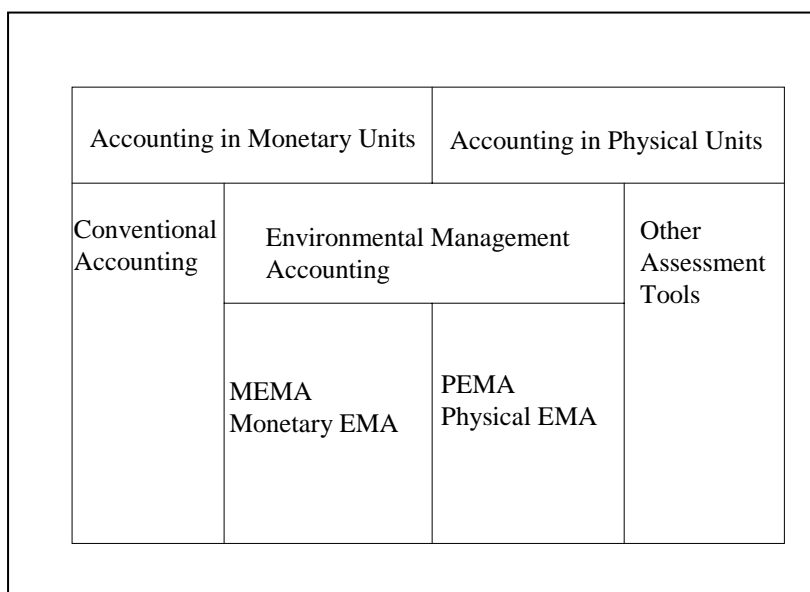 Accounting in Monetary Units
Accounting in Physical Units
Conventional
Accounting
Environmental Management
Accounting
Other
Assessment
Tools
MEMA
Monetary EMA
PEMA
Physical EMA